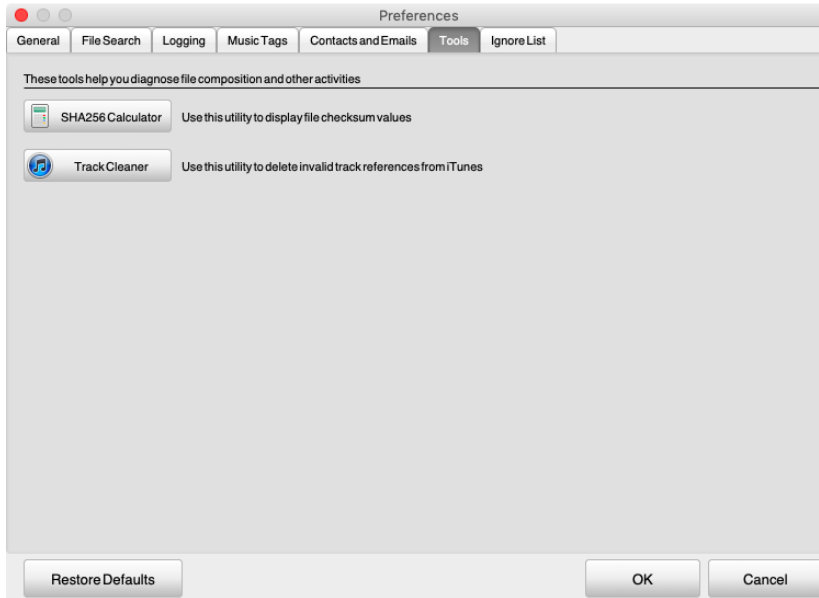 Preferences
General File Search Logging Music Tags Contacts and Emails Tools Ignore List
These tools help you diagnose file composition and other activities
SHA256 Calculator Use this utility to display file checksum values
Track Cleaner Use this utility to delete invalid track references from iTunes
Restore Defaults OK Cancel